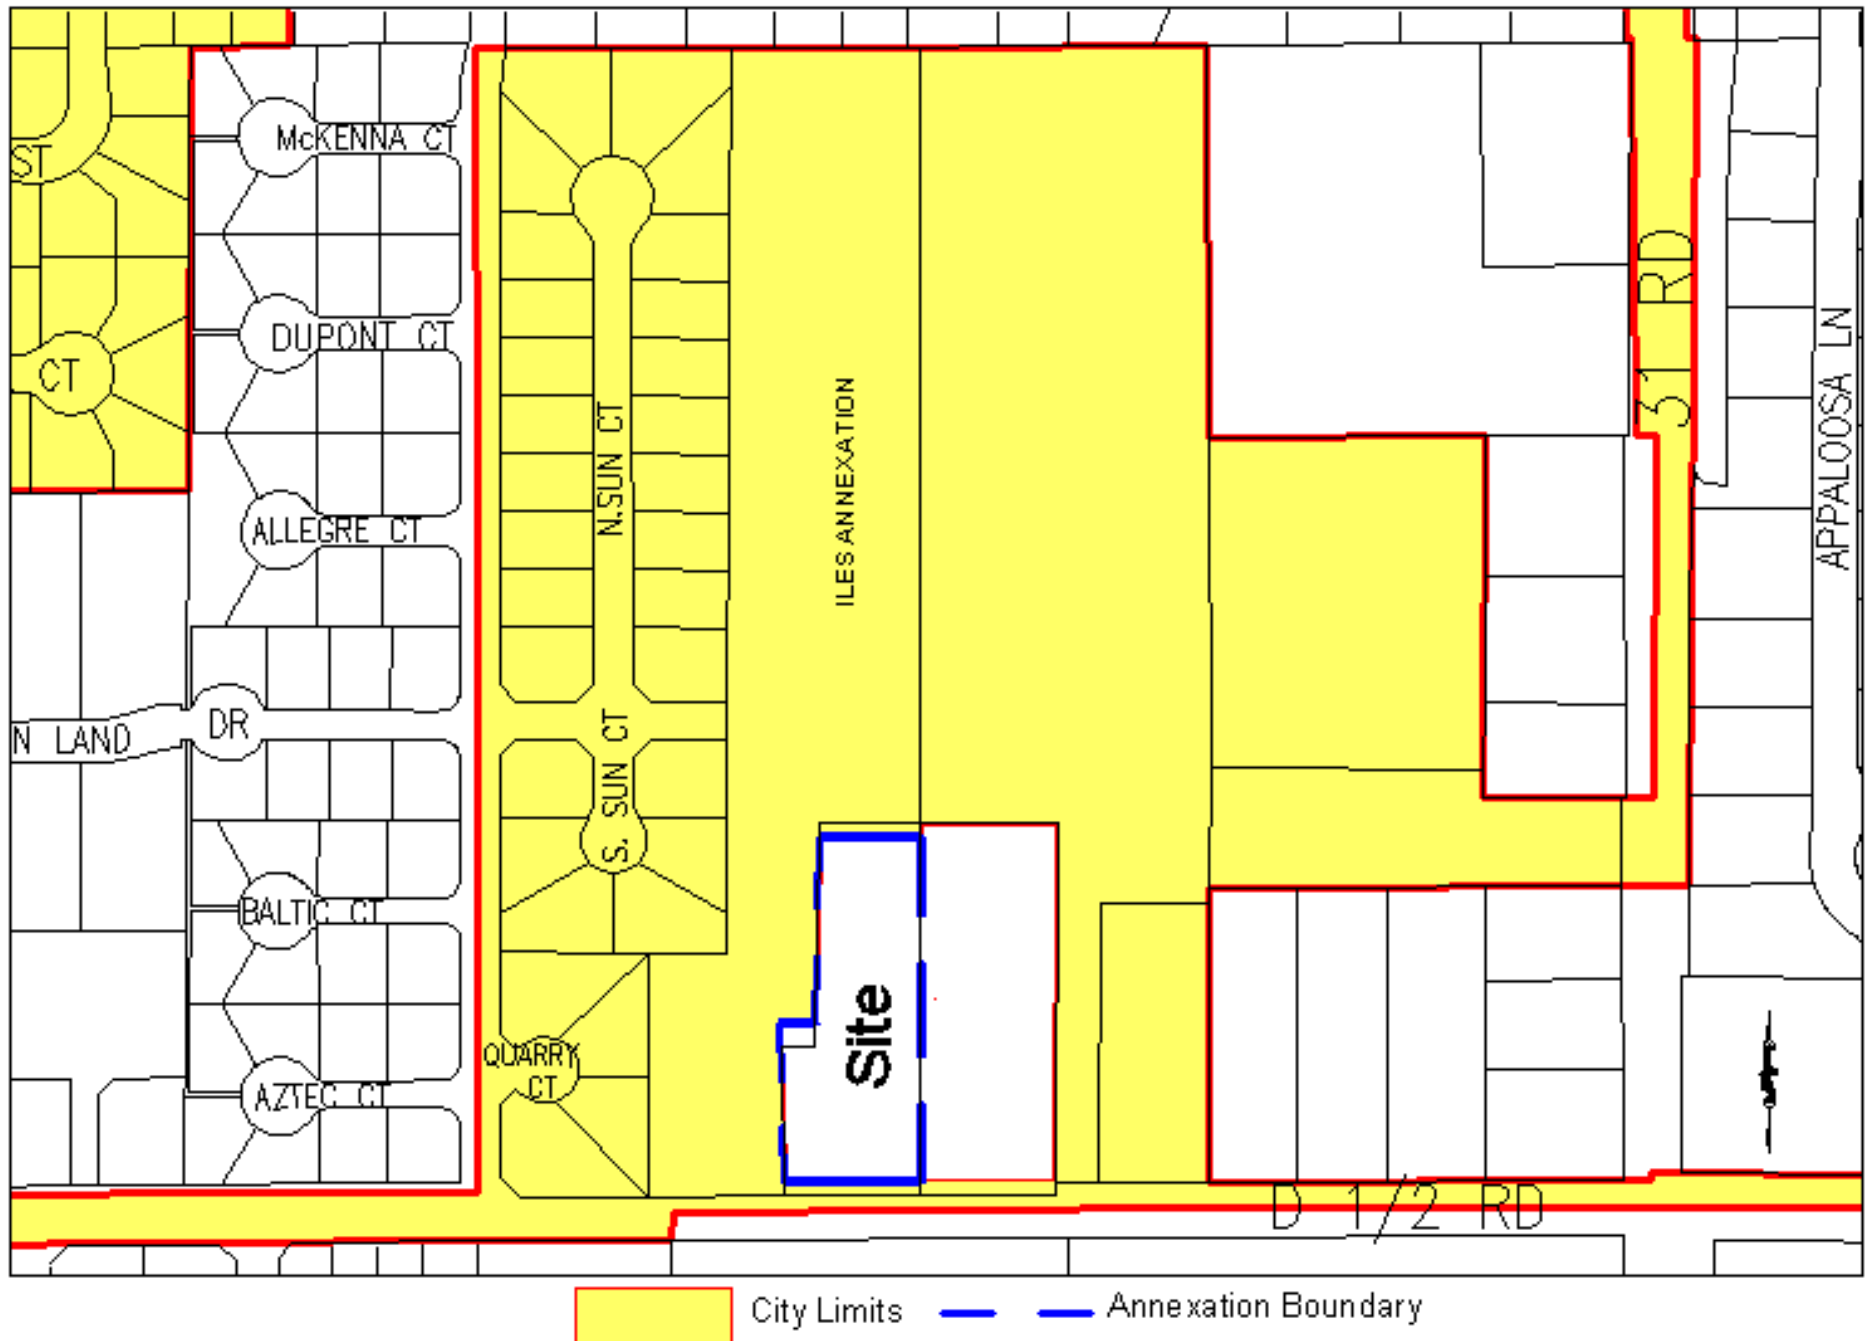 McKENNA CT
ST
31 RD
DUPONT CT
CT
APPALOOSA LN
N.SUN CT
ILES ANNEXATION
ALLEGRE CT
N LAND DR
S. SUN CT
BALTIC CT
Site
QUARRY
CT
AZTEC CT
D 1/2 RD
City Limits
Annexation Boundary